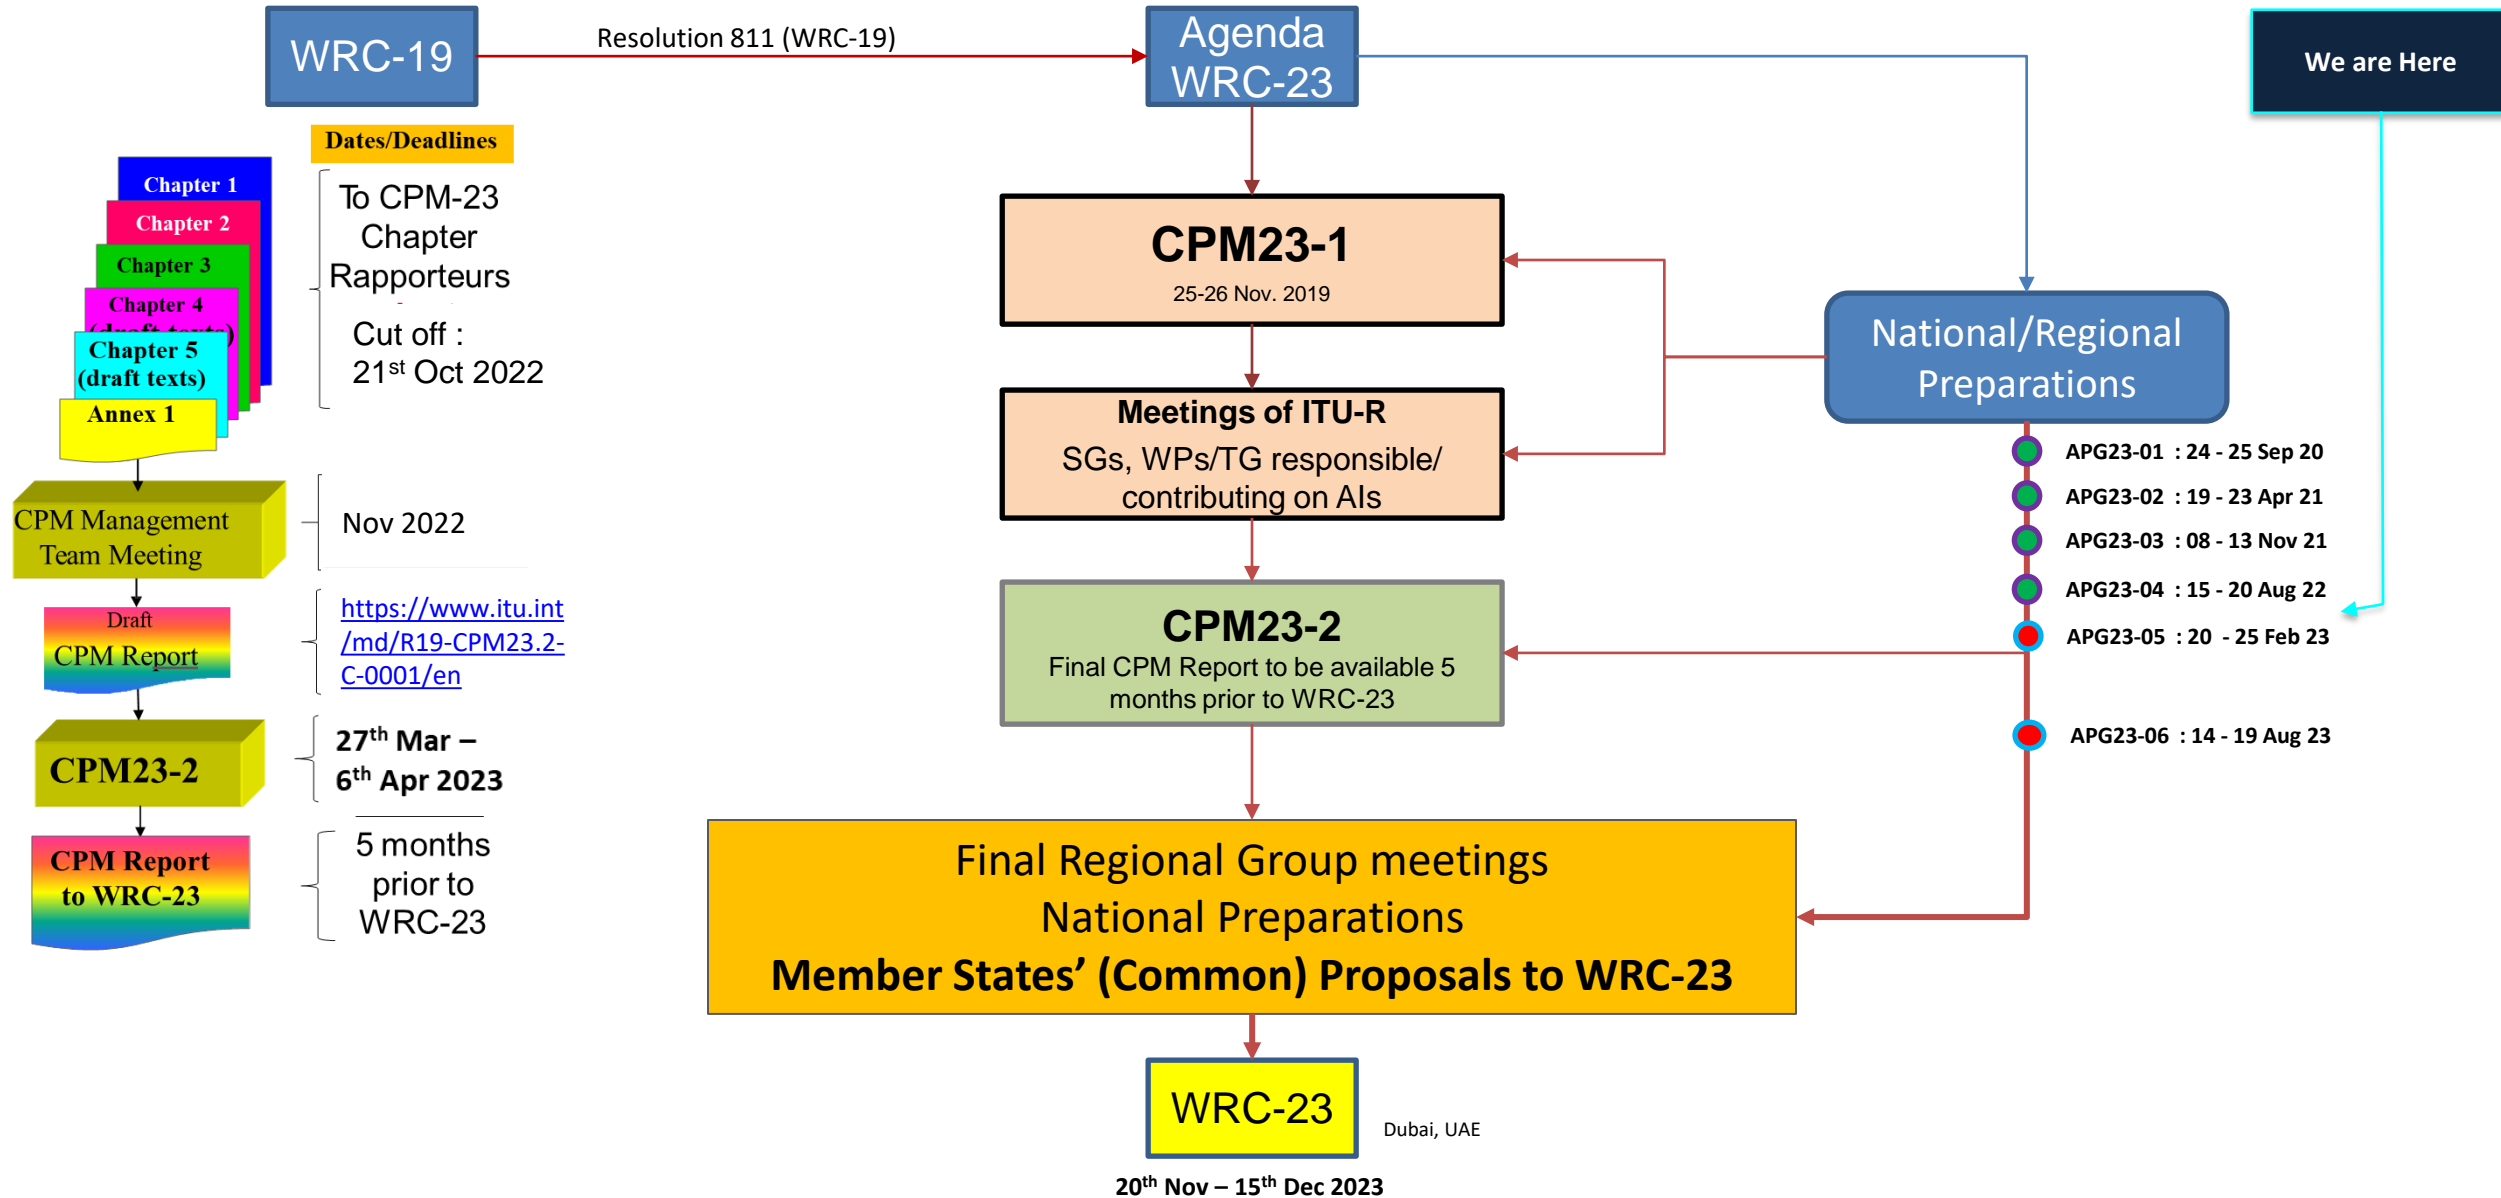 WRC-19
Resolution 811 (WRC-19)
Agenda
WRC-23
We are Here
Dates/Deadlines
Chapter 1
Chapter 2
Chapter 3
Chapter 4
(draft texts)
Chapter 5
(draft texts)
Annex 1
To CPM-23
Chapter
Rapporteurs
Cut off :
21st Oct 2022
CPM Management
Team Meeting
Nov 2022
Draft
CPM Report
https://www.itu.int
/md/R19-CPM23.2-
C-0001/en
CPM23-2
27th Mar –
6th Apr 2023
CPM Report
to WRC-23
5 months
prior to
WRC-23
CPM23-1
25-26 Nov. 2019
Meetings of ITU-R
SGs, WPs/TG responsible/
contributing on AIs
CPM23-2
Final CPM Report to be available 5
months prior to WRC-23
National/Regional
Preparations
APG23-01 : 24 - 25 Sep 20
APG23-02 : 19 - 23 Apr 21
APG23-03 : 08 - 13 Nov 21
APG23-04 : 15 - 20 Aug 22
APG23-05 : 20 - 25 Feb 23
APG23-06 : 14 - 19 Aug 23
Final Regional Group meetings
National Preparations
Member States’ (Common) Proposals to WRC-23
WRC-23
Dubai, UAE
20th Nov – 15th Dec 2023